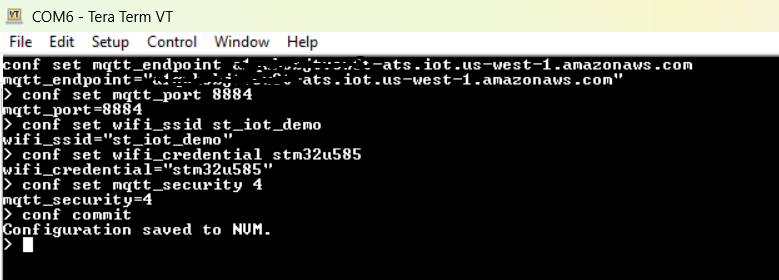 COM6 - Tera Term VT
File Edit Setup Control Window Help
conf set mqtt_endpoint -ats.iot.us-west-1.amazonaws.com
mqtt_endpoint=" -ats.iot.us-west-1.amazonaws.com"
> conf set mqtt_port 8884
mqtt_port=8884
> conf set wifi_ssid st_iot_demo
wifi_ssid="st_iot_demo"
> conf set wifi_credential stm32u585
wifi_credential="stm32u585"
> conf set mqtt_security 4
mqtt_security=4
> conf commit
Configuration saved to NVM.
>